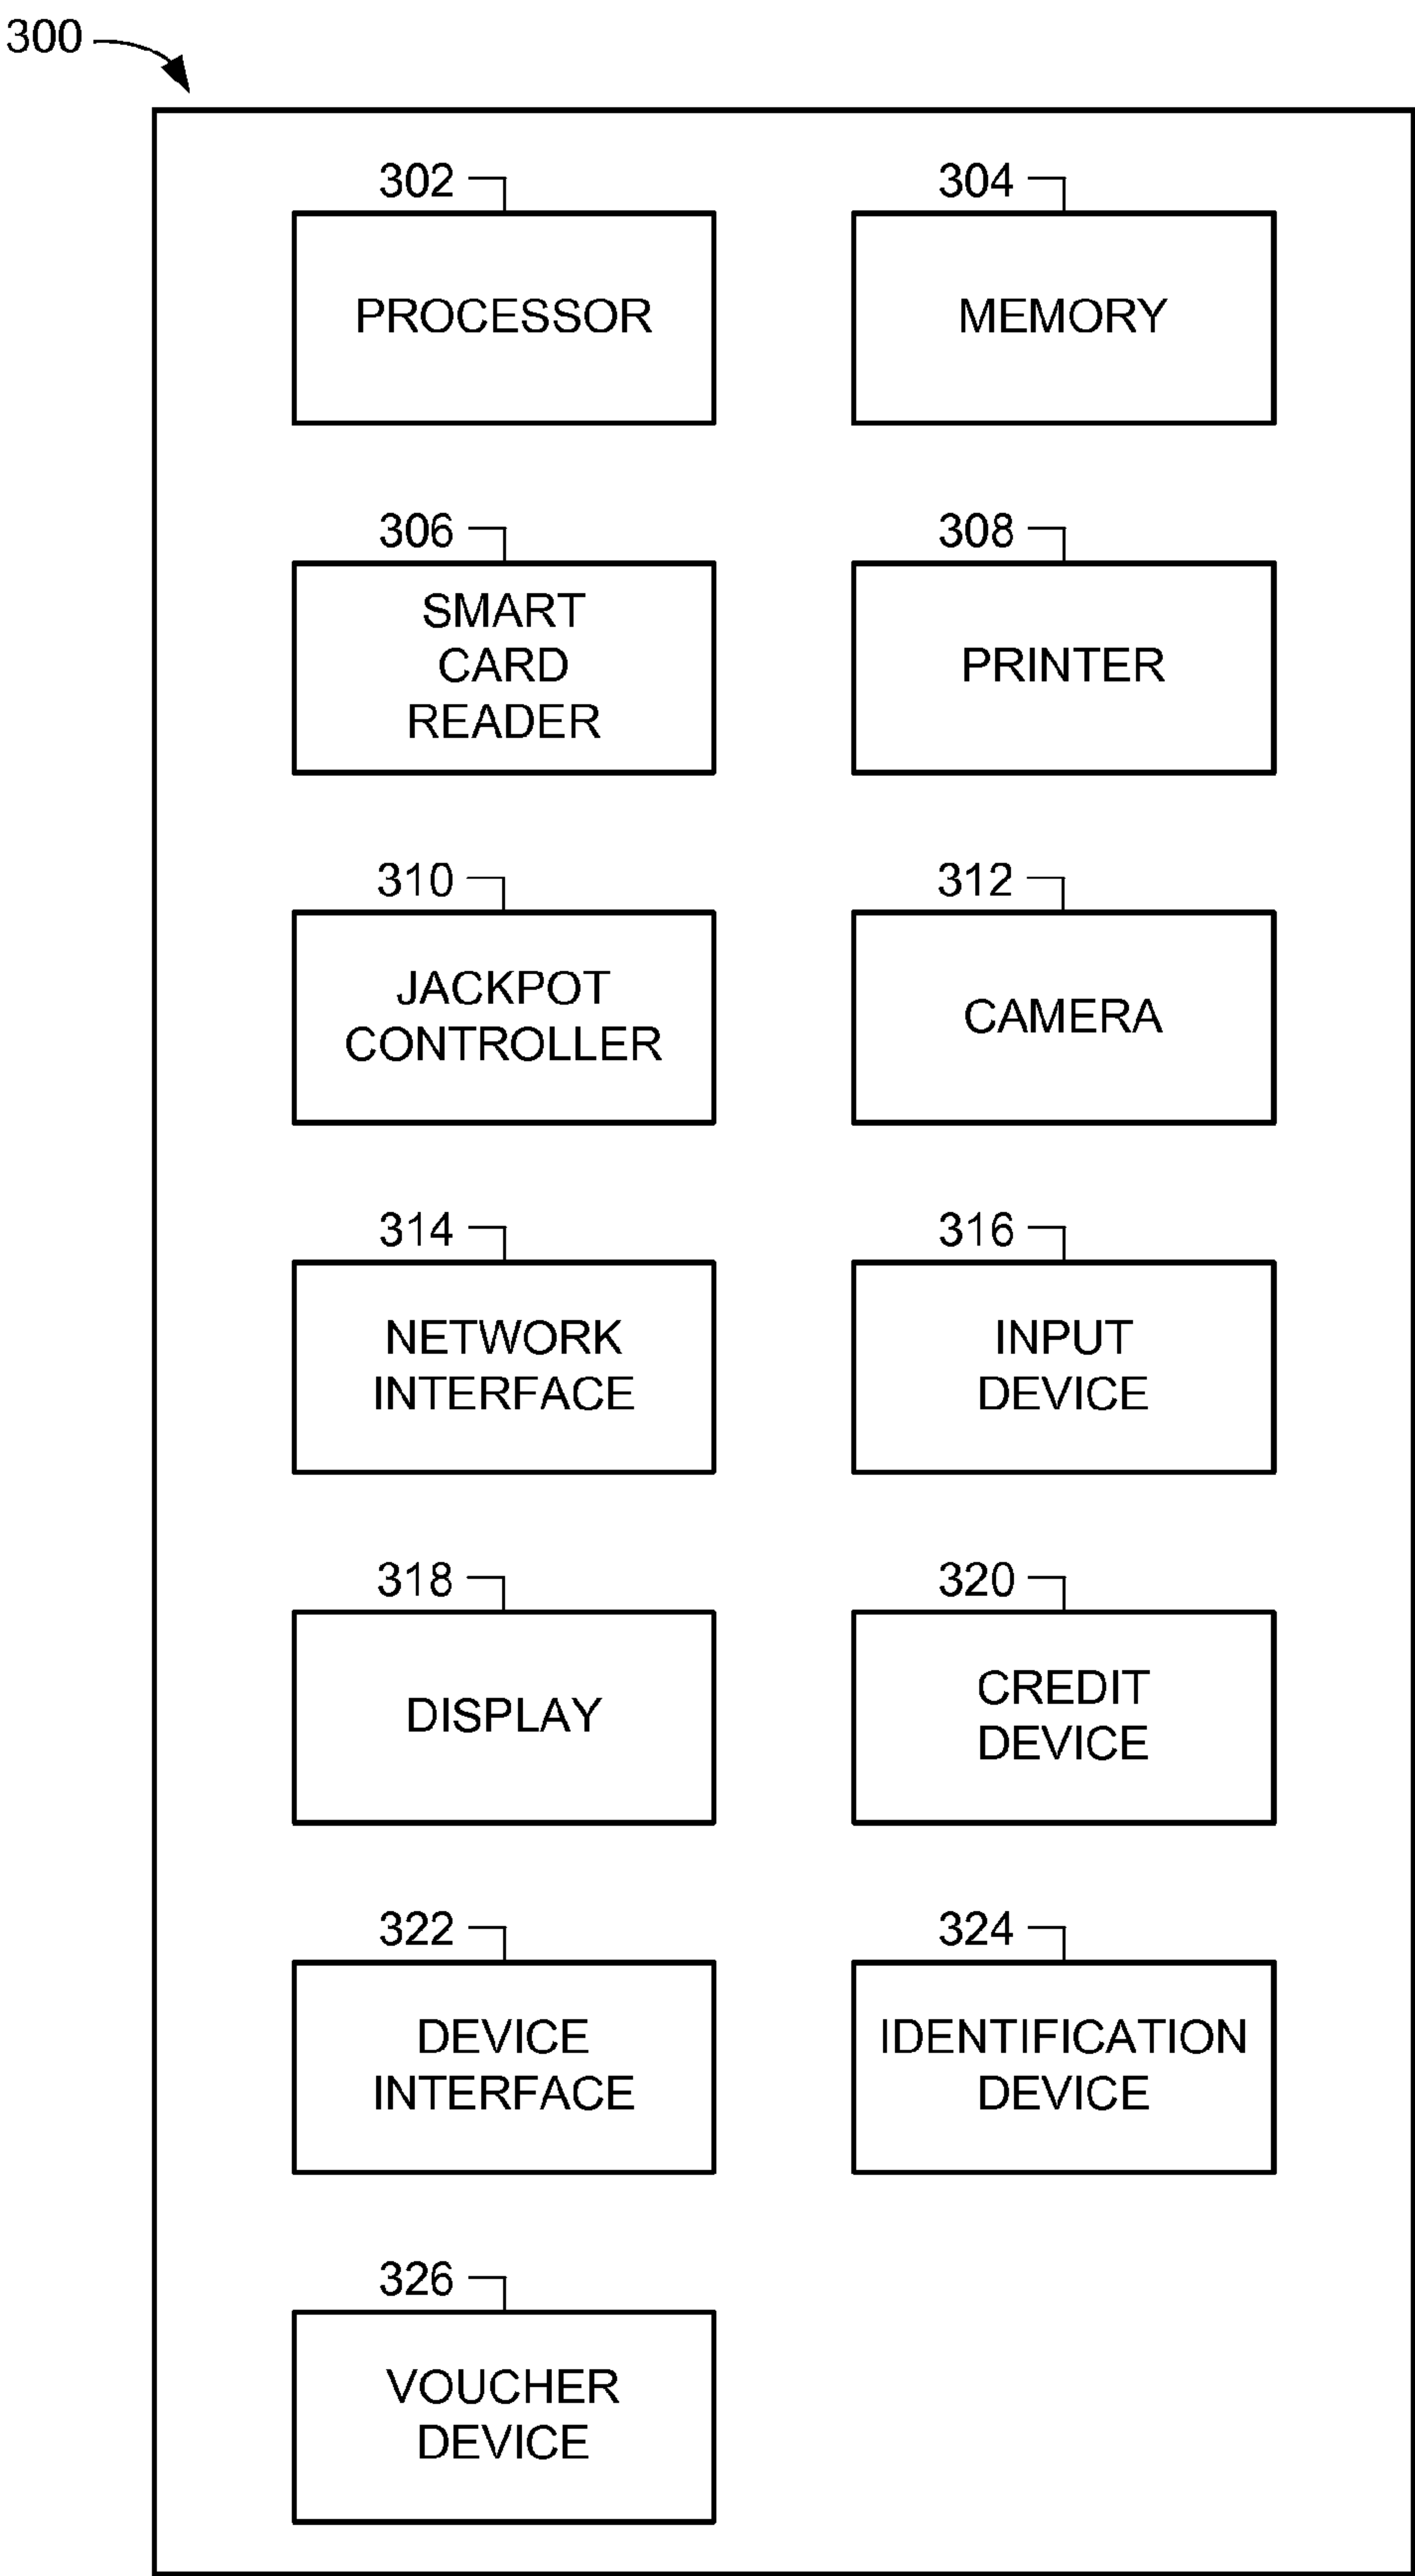 300
302
PROCESSOR
304
MEMORY
306
SMART
CARD
READER
308
PRINTER
310
JACKPOT
CONTROLLER
312
CAMERA
314
NETWORK
INTERFACE
316
INPUT
DEVICE
318
DISPLAY
320
CREDIT
DEVICE
322
DEVICE
INTERFACE
324
IDENTIFICATION
DEVICE
326
VOUCHER
DEVICE